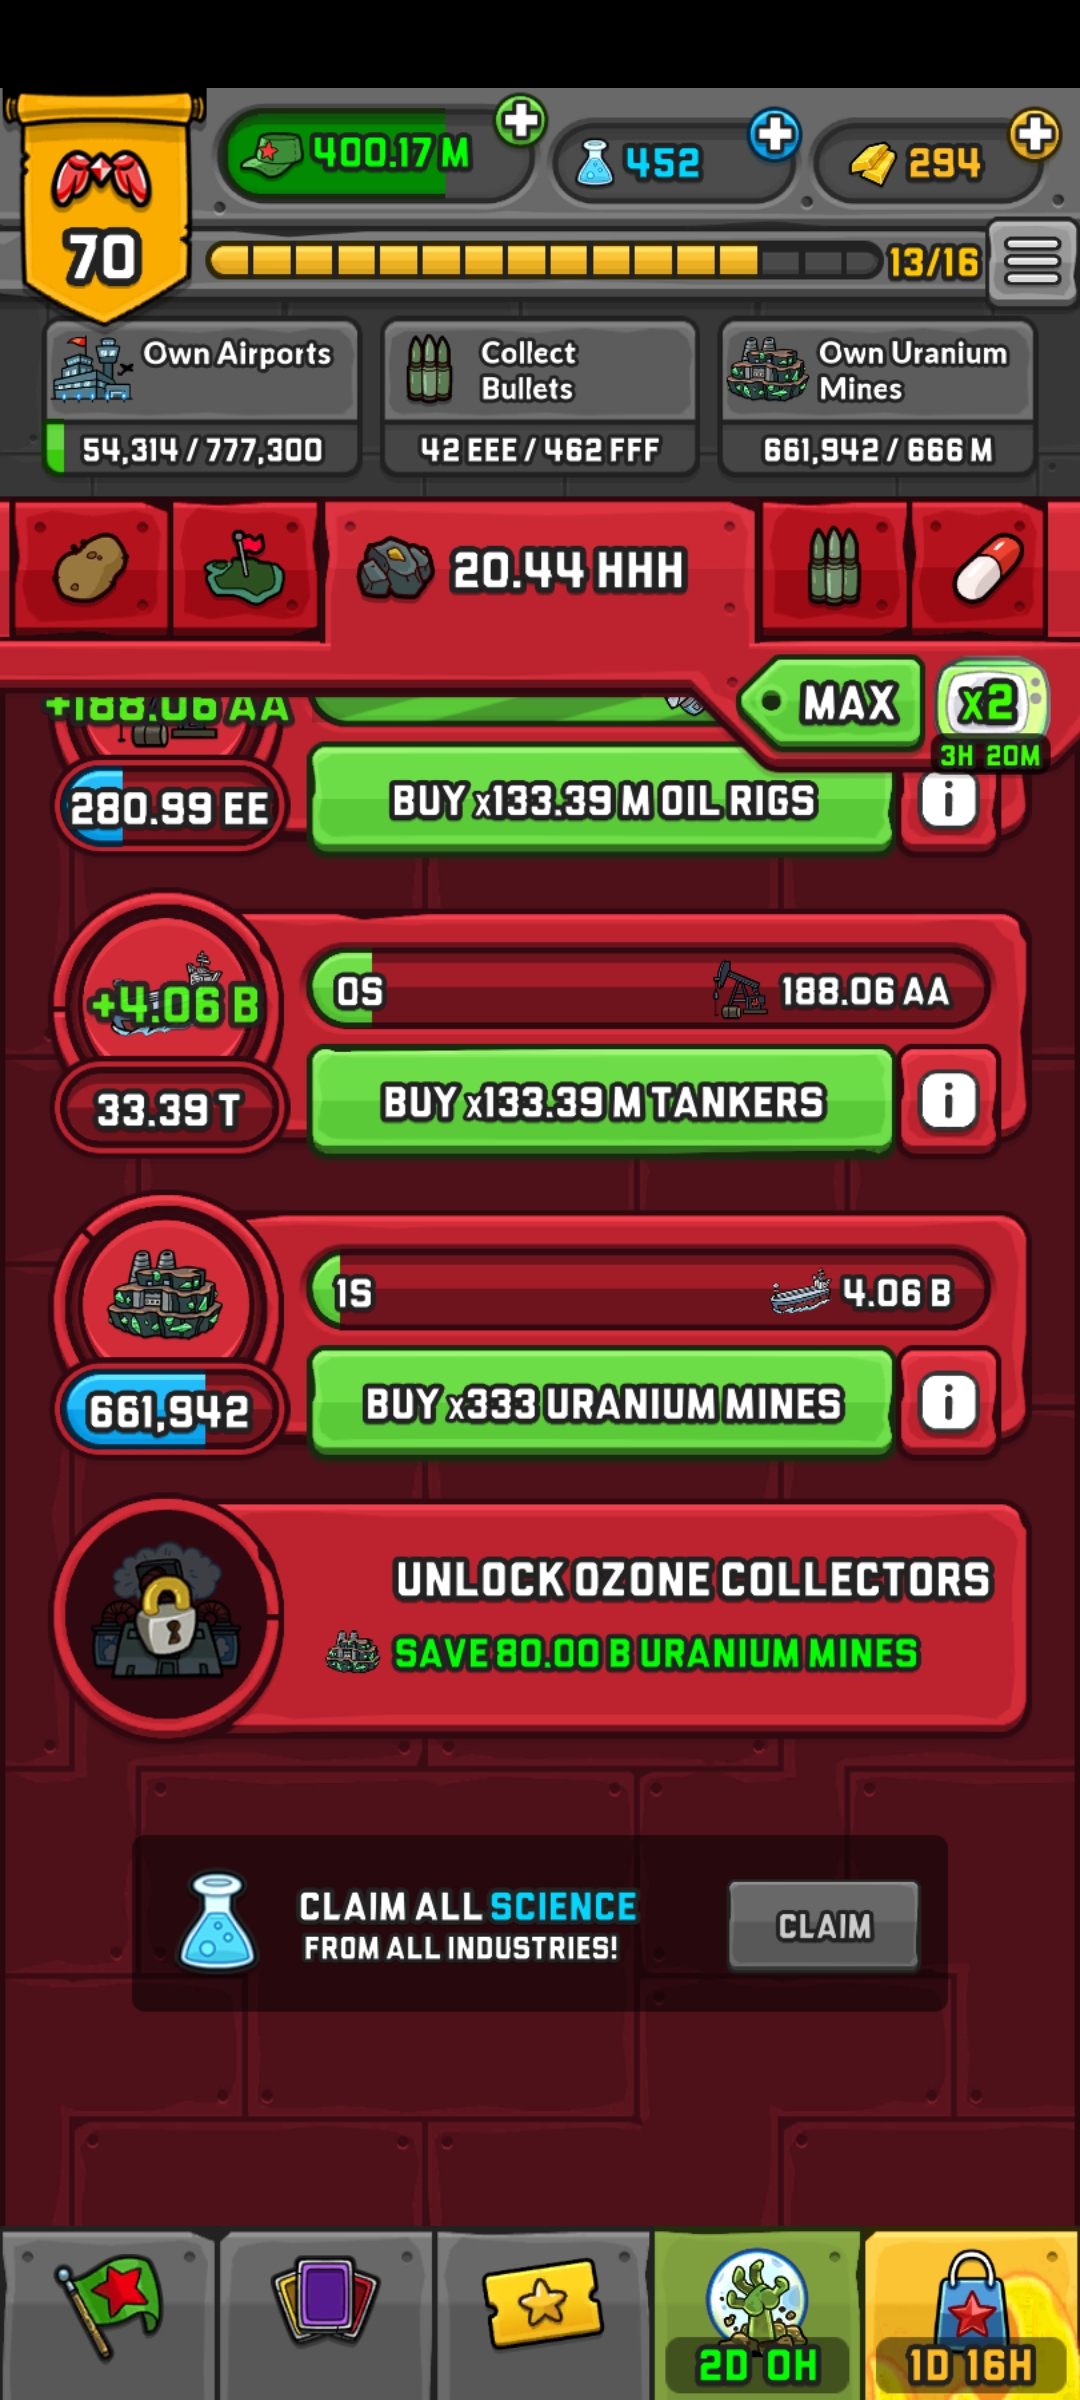 400.17 M
452
294
70
13/16
Own Airports
54,314 / 777,300
Collect
Bullets
42 EEE / 462 FFF
Own Uranium
Mines
661,942 / 666 M
20.44 HHH
MAX
x2
3H 20M
+188.06 AA
280.99 EE
BUY x133.39 M OIL RIGS
i
+4.06 B
0S
188.06 AA
33.39 T
BUY x133.39 M TANKERS
i
1S
4.06 B
661,942
BUY x333 URANIUM MINES
i
UNLOCK OZONE COLLECTORS
SAVE 80.00 B URANIUM MINES
CLAIM ALL SCIENCE
FROM ALL INDUSTRIES!
CLAIM
2D 0H
1D 16H